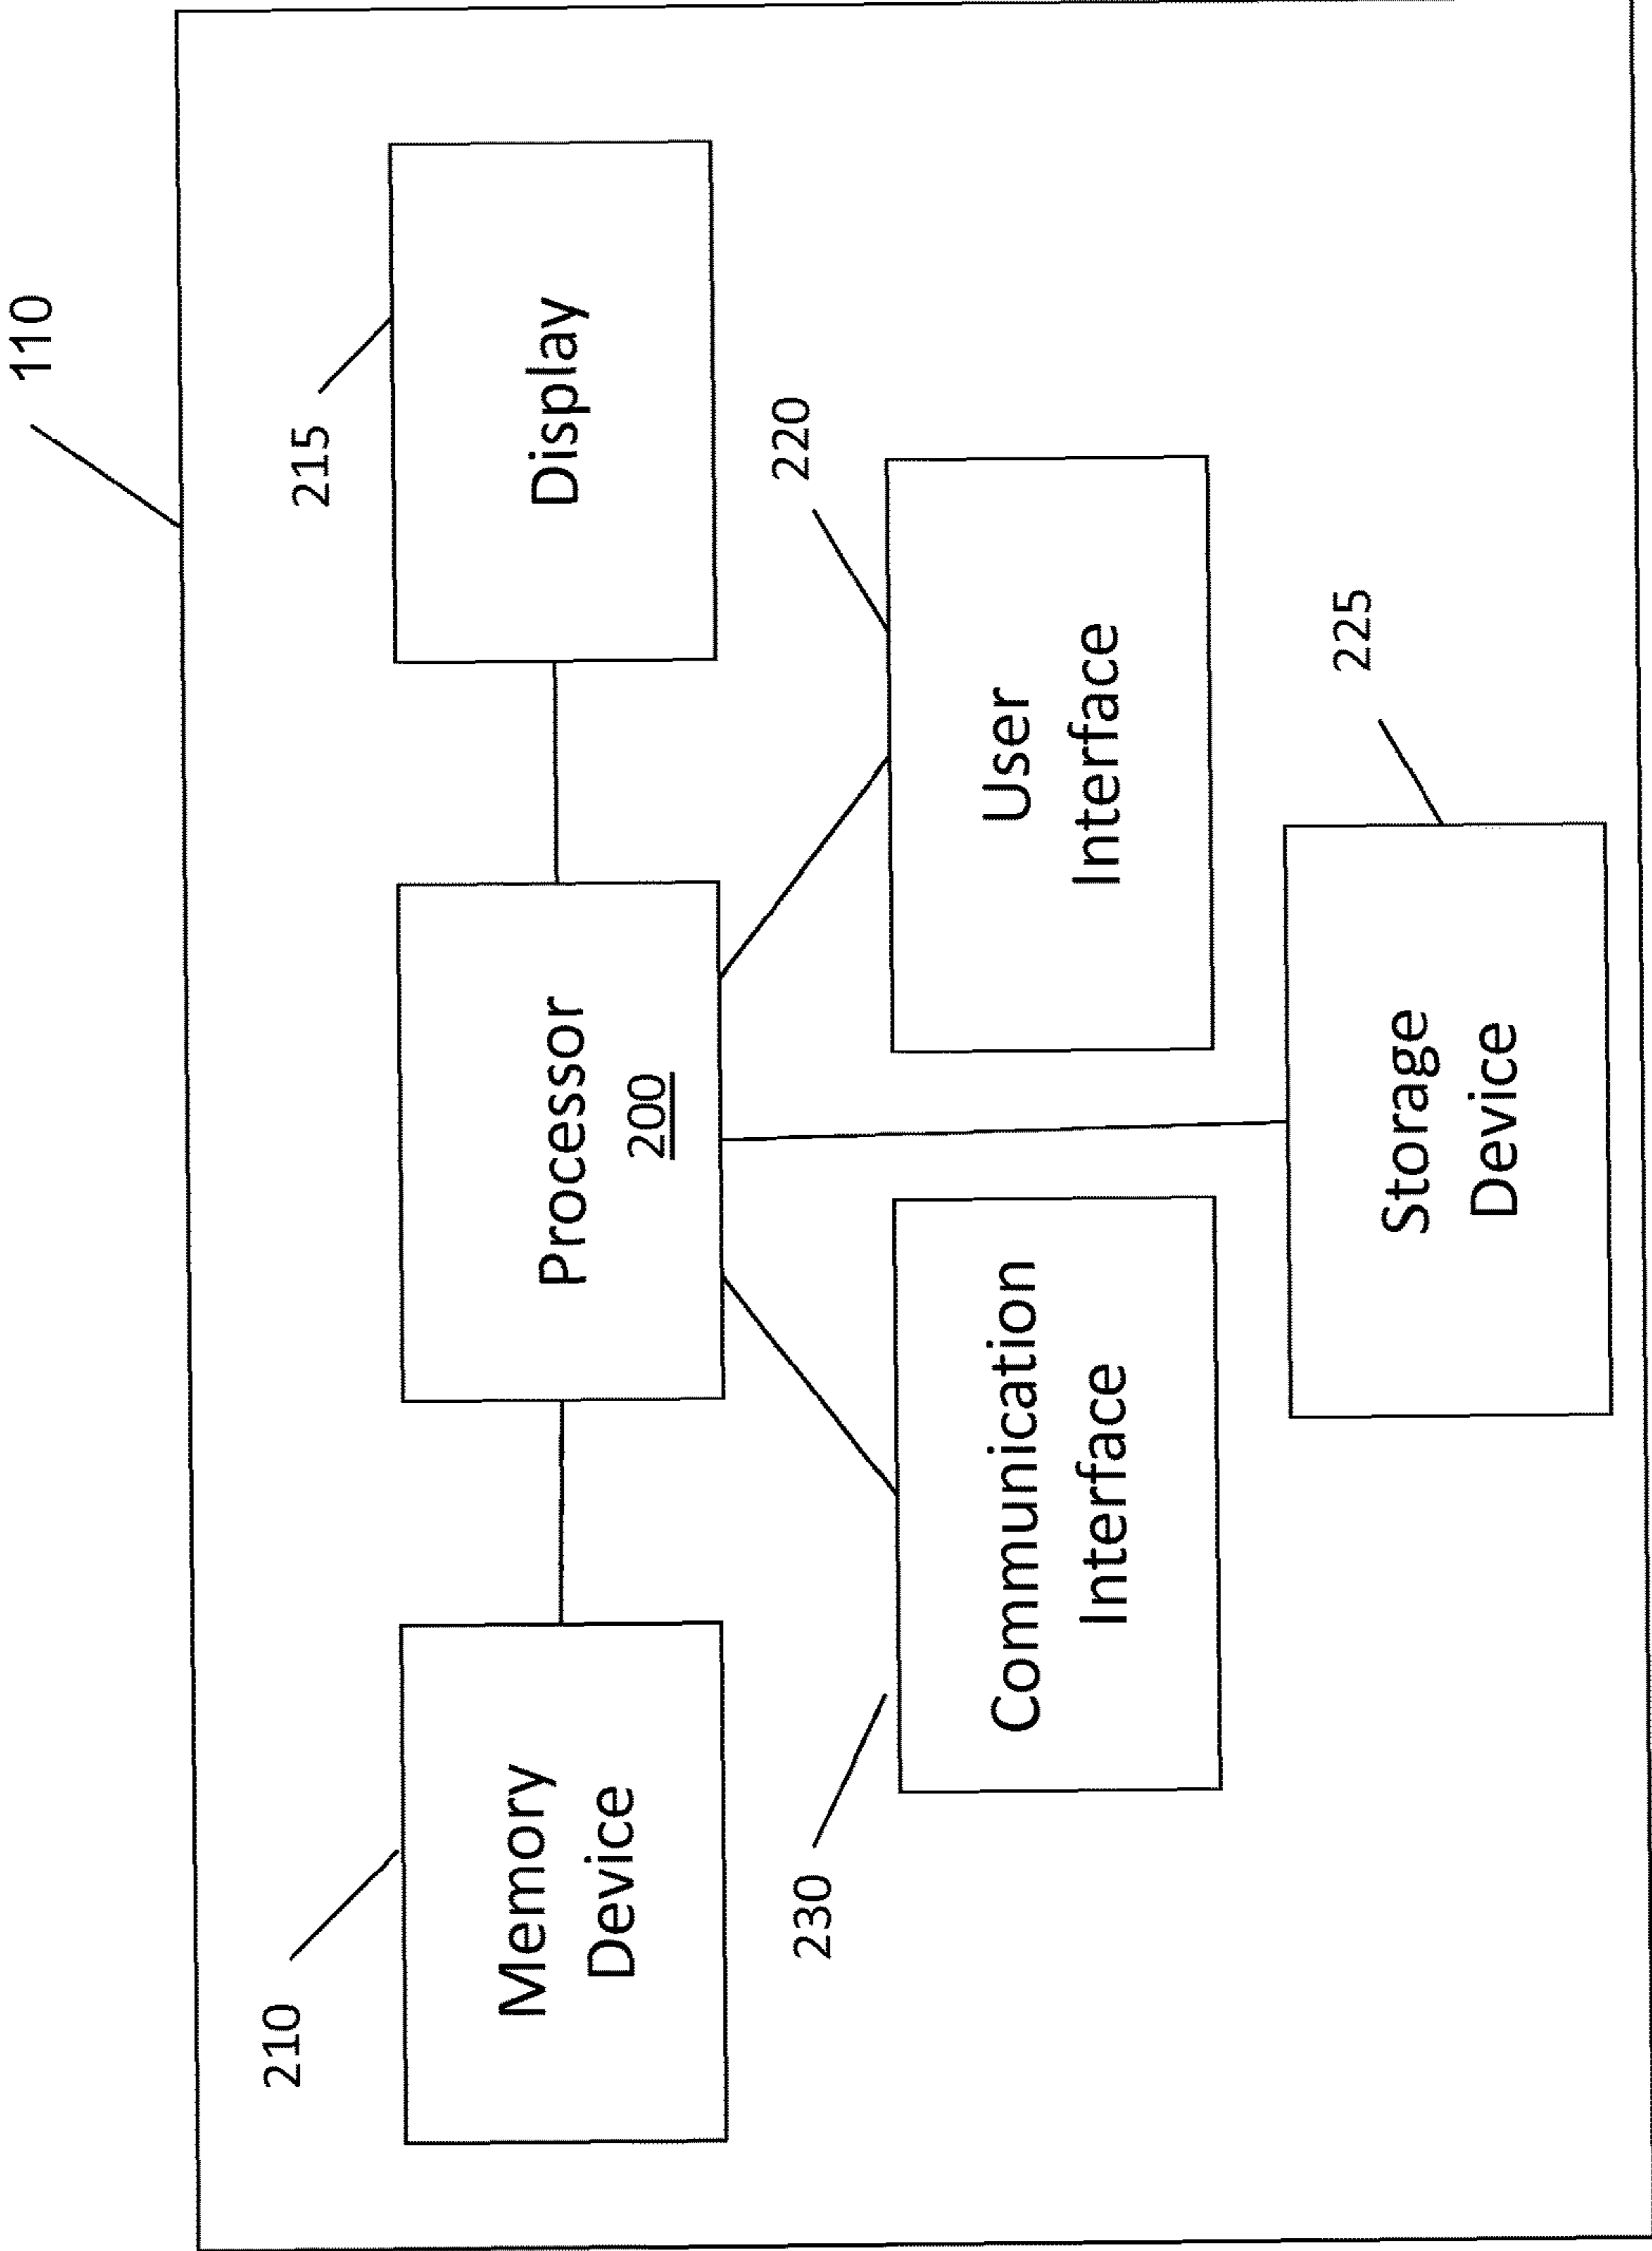 110
210
215
Memory
Device
Processor
200
Display
230
220
Communication
Interface
User
Interface
225
Storage
Device